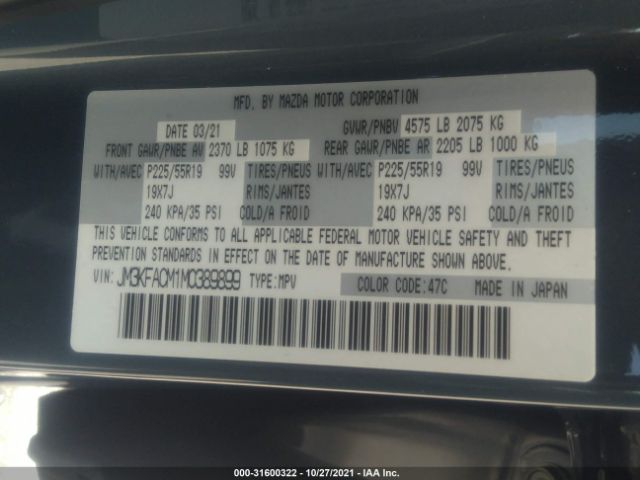 MFD. BY MAZDA MOTOR CORPORATION
DATE 03/21 GVWR/PNBV 4575 LB 2075 KG
FRONT GAWR/PNBE AV 2370 LB 1075 KG REAR GAWR/PNBE AR 2205 LB 1000 KG
WITH/AVEC P225/55R19 99V TIRES/PNEUS WITH/AVEC P225/55R19 99V TIRES/PNEUS
19X7J RIMS/JANTES 19X7J RIMS/JANTES
240 KPA/35 PSI COLD/A FROID 240 KPA/35 PSI COLD/A FROID
THIS VEHICLE CONFORMS TO ALL APPLICABLE FEDERAL MOTOR VEHICLE SAFETY AND THEFT
PREVENTION STANDARDS IN EFFECT ON THE DATE OF MANUFACTURE SHOWN ABOVE.
VIN: JM3KFACM1M0389899 TYPE: MPV COLOR CODE: 47C MADE IN JAPAN
000-31600322 - 10/27/2021 - IAA Inc.